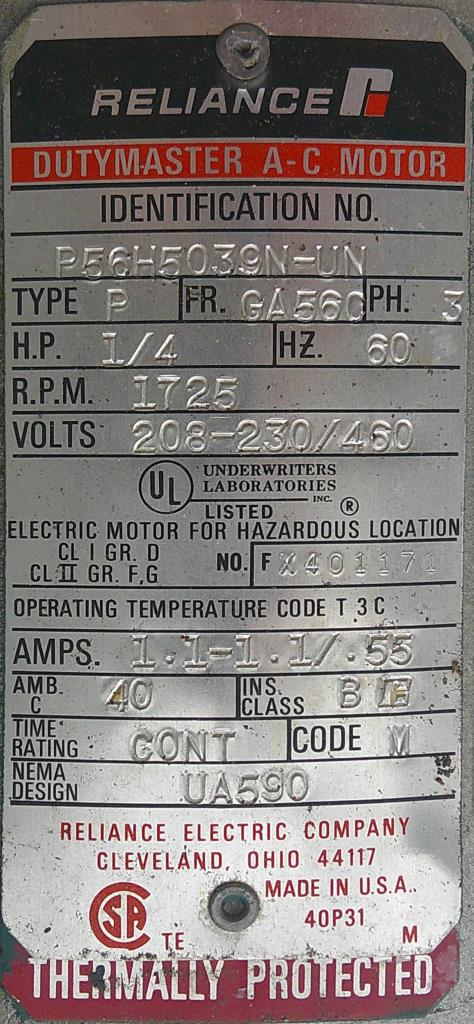 RELIANCE
DUTYMASTER A-C MOTOR
IDENTIFICATION NO.
P56H5039N-UN
TYPE P FR. GA56C PH. 3
H.P. 1/4 HZ. 60
R.P.M. 1725
VOLTS 208-230/460
UL UNDERWRITERS
LABORATORIES
INC. ®
LISTED
ELECTRIC MOTOR FOR HAZARDOUS LOCATION
CL I GR. D
CL II GR. F,G NO. F X401171
OPERATING TEMPERATURE CODE T 3 C
AMPS. 1.1-1.1/.55
AMB. C 40 INS. CLASS B
TIME RATING CONT CODE M
NEMA DESIGN UA590
RELIANCE ELECTRIC COMPANY
CLEVELAND, OHIO 44117
MADE IN U.S.A.
SA 40P31
TE M
THERMALLY PROTECTED